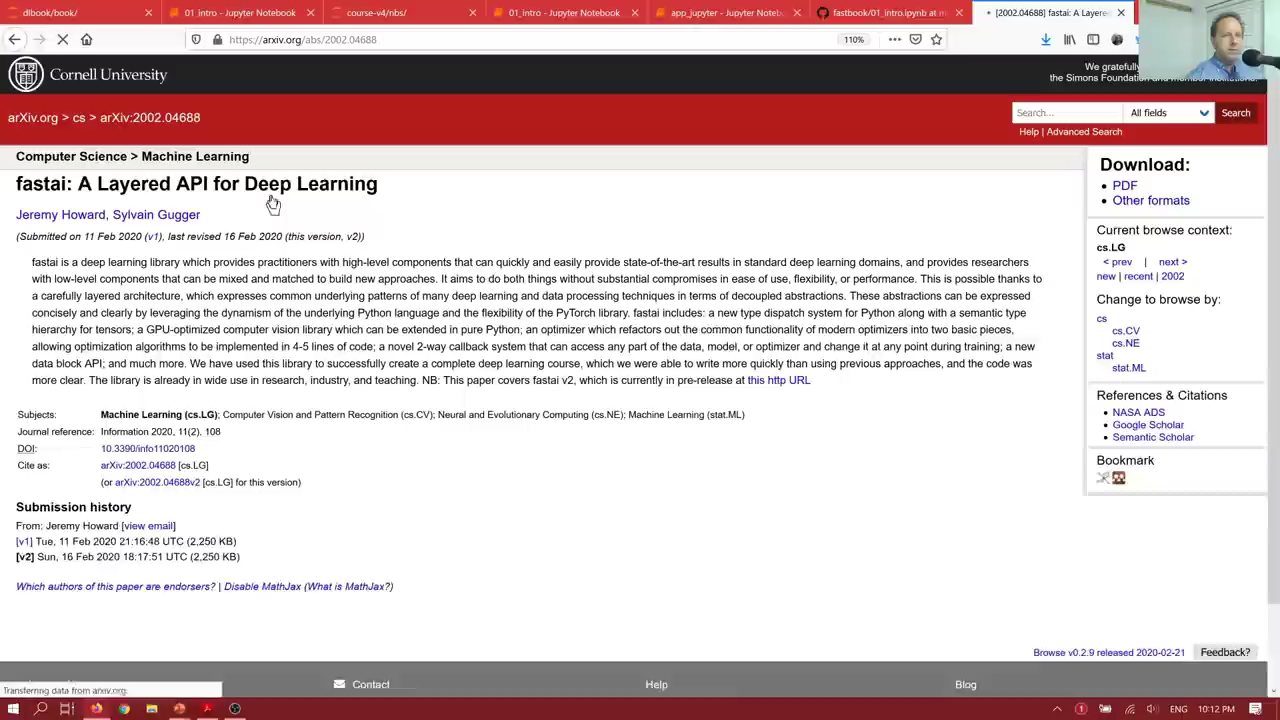 dlbook/book/
01_intro - Jupyter Notebook
course-v4/nbs/
01_intro - Jupyter Notebook
app_jupyter - Jupyter Noteb
fastbook/01_intro.ipynb at m
[2002.04688] fastai: A Layered
https://arxiv.org/abs/2002.04688
110%
Cornell University
We gratefully
the Simons Foundation and member institutions.
arXiv.org > cs > arXiv:2002.04688
Search...
All fields
Search
Help | Advanced Search
Computer Science > Machine Learning
fastai: A Layered API for Deep Learning
Jeremy Howard, Sylvain Gugger
(Submitted on 11 Feb 2020 (v1), last revised 16 Feb 2020 (this version, v2))
fastai is a deep learning library which provides practitioners with high-level components that can quickly and easily provide state-of-the-art results in standard deep learning domains, and provides researchers
with low-level components that can be mixed and matched to build new approaches. It aims to do both things without substantial compromises in ease of use, flexibility, or performance. This is possible thanks to
a carefully layered architecture, which expresses common underlying patterns of many deep learning and data processing techniques in terms of decoupled abstractions. These abstractions can be expressed
concisely and clearly by leveraging the dynamism of the underlying Python language and the flexibility of the PyTorch library. fastai includes: a new type dispatch system for Python along with a semantic type
hierarchy for tensors; a GPU-optimized computer vision library which can be extended in pure Python; an optimizer which refactors out the common functionality of modern optimizers into two basic pieces,
allowing optimization algorithms to be implemented in 4-5 lines of code; a novel 2-way callback system that can access any part of the data, model, or optimizer and change it at any point during training; a new
data block API; and much more. We have used this library to successfully create a complete deep learning course, which we were able to write more quickly than using previous approaches, and the code was
more clear. The library is already in wide use in research, industry, and teaching. NB: This paper covers fastai v2, which is currently in pre-release at this http URL
Subjects: Machine Learning (cs.LG); Computer Vision and Pattern Recognition (cs.CV); Neural and Evolutionary Computing (cs.NE); Machine Learning (stat.ML)
Journal reference: Information 2020, 11(2), 108
DOI: 10.3390/info11020108
Cite as: arXiv:2002.04688 [cs.LG]
(or arXiv:2002.04688v2 [cs.LG] for this version)
Submission history
From: Jeremy Howard [view email]
[v1] Tue, 11 Feb 2020 21:16:48 UTC (2,250 KB)
[v2] Sun, 16 Feb 2020 18:17:51 UTC (2,250 KB)
Which authors of this paper are endorsers? | Disable MathJax (What is MathJax?)
Download:
PDF
Other formats
Current browse context:
cs.LG
< prev | next >
new | recent | 2002
Change to browse by:
cs
cs.CV
cs.NE
stat
stat.ML
References & Citations
NASA ADS
Google Scholar
Semantic Scholar
Bookmark
Browse v0.2.9 released 2020-02-21
Feedback?
Contact
Help
Blog
Transferring data from arxiv.org
ENG
10:12 PM